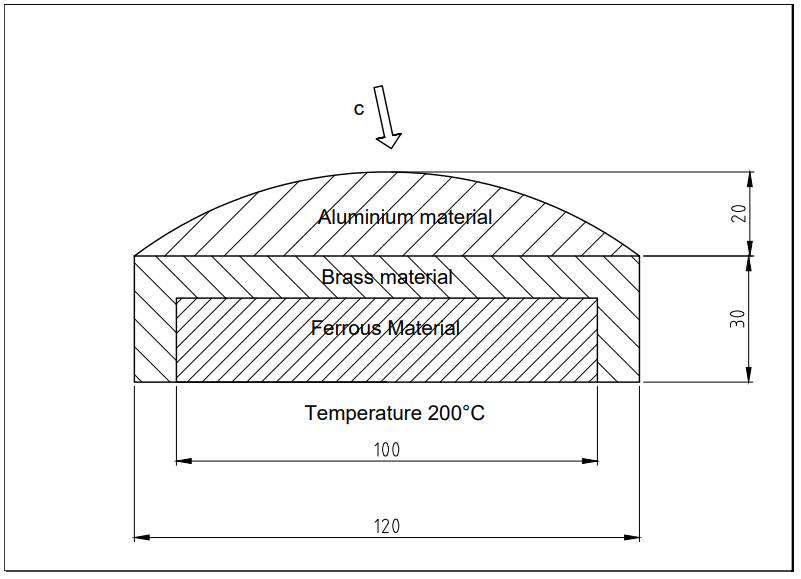 c
Aluminium material
20
Brass material
30
Ferrous Material
Temperature 200°C
100
120